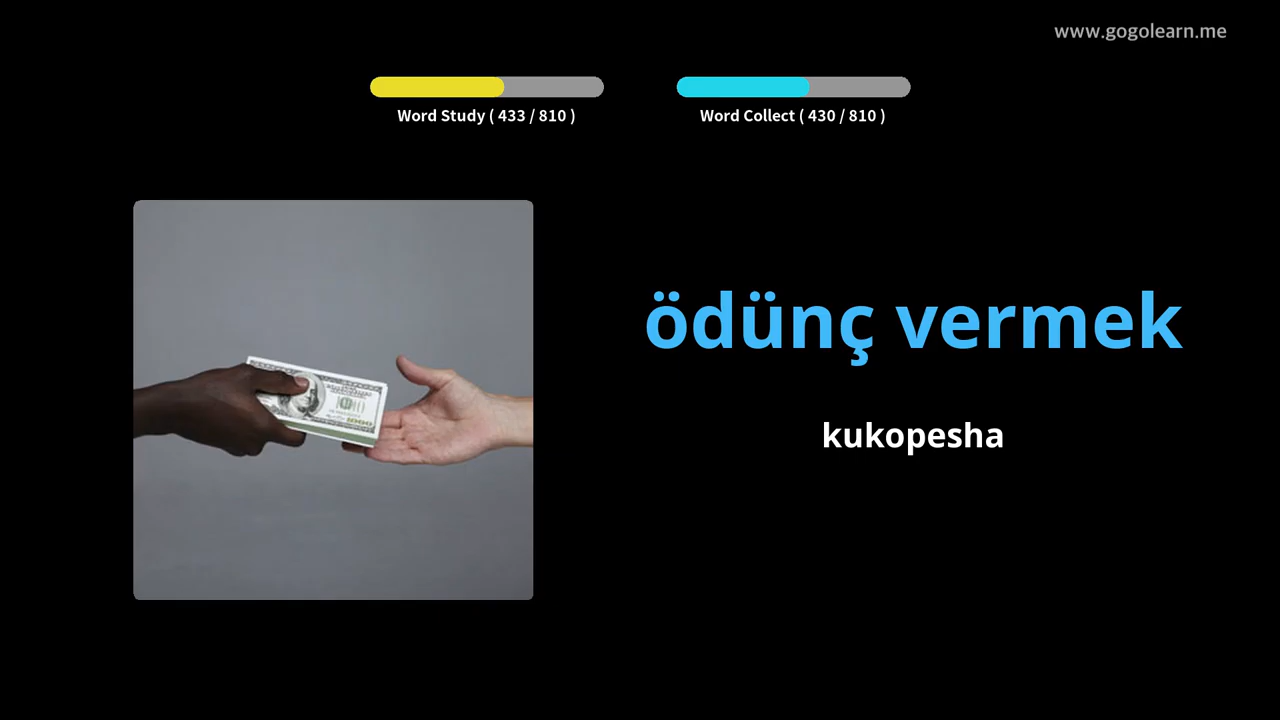 www.gogolearn.me
Word Study ( 433 / 810 )
Word Collect ( 430 / 810 )
ödünç vermek
kukopesha